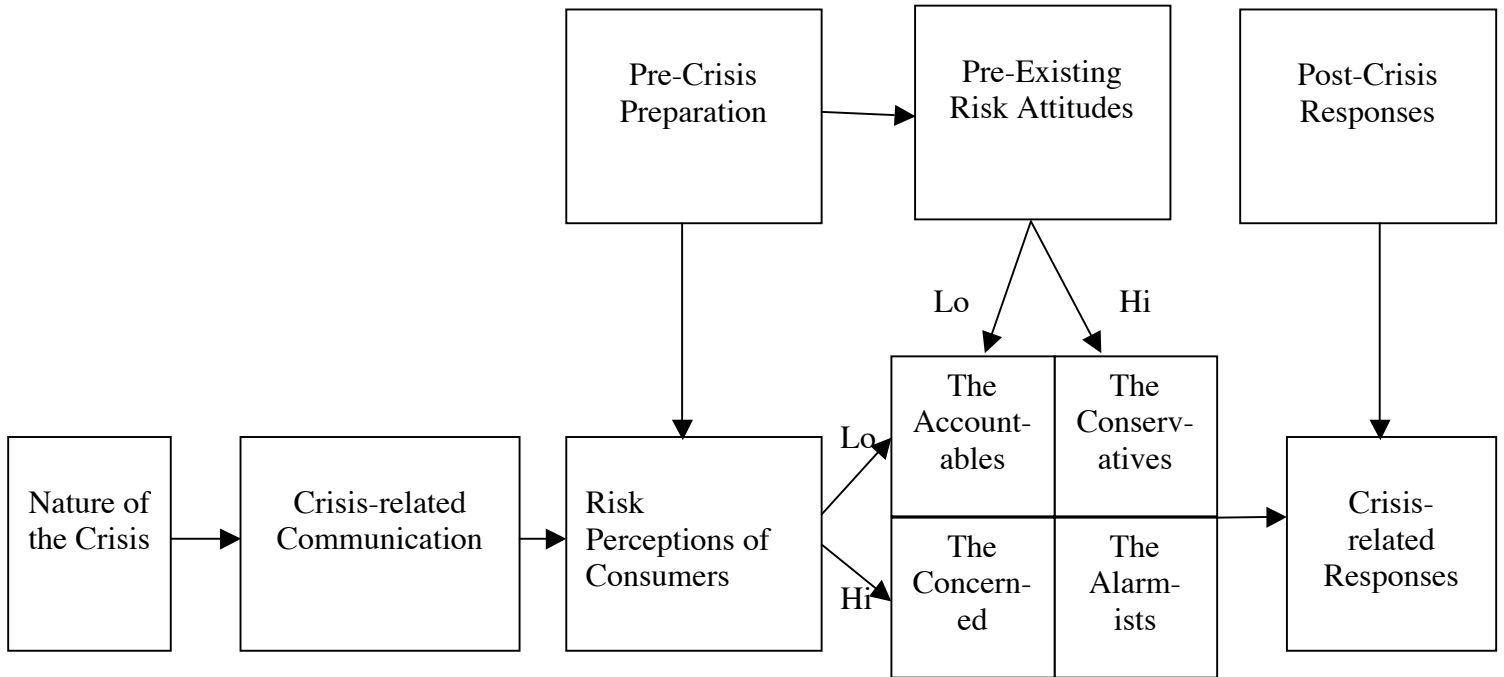 Pre-Crisis
Preparation
Pre-Existing
Risk Attitudes
Post-Crisis
Responses
Lo
Hi
The
Account-
ables
The
Conserv-
atives
Lo
Nature of
the Crisis
Crisis-related
Communication
Risk
Perceptions of
Consumers
Hi
The
Concern-
ed
The
Alarm-
ists
Crisis-
related
Responses